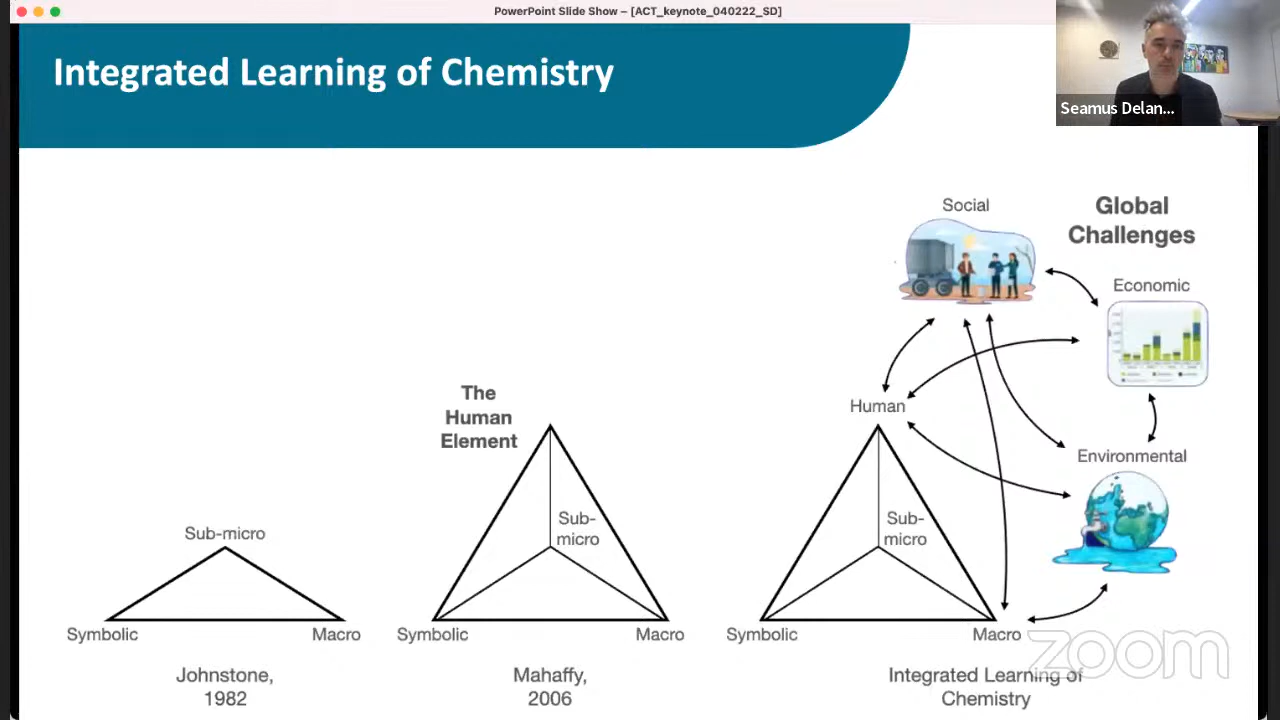 PowerPoint Slide Show – [ACT_keynote_040222_SD]
Integrated Learning of Chemistry
Seamus Delan...
Social
Global
Challenges
Economic
The
Human
Element
Human
Environmental
Sub-micro
Sub-
micro
Sub-
micro
Symbolic
Macro
Symbolic
Macro
Symbolic
Macro
zoom
Johnstone,
1982
Mahaffy,
2006
Integrated Learning of
Chemistry